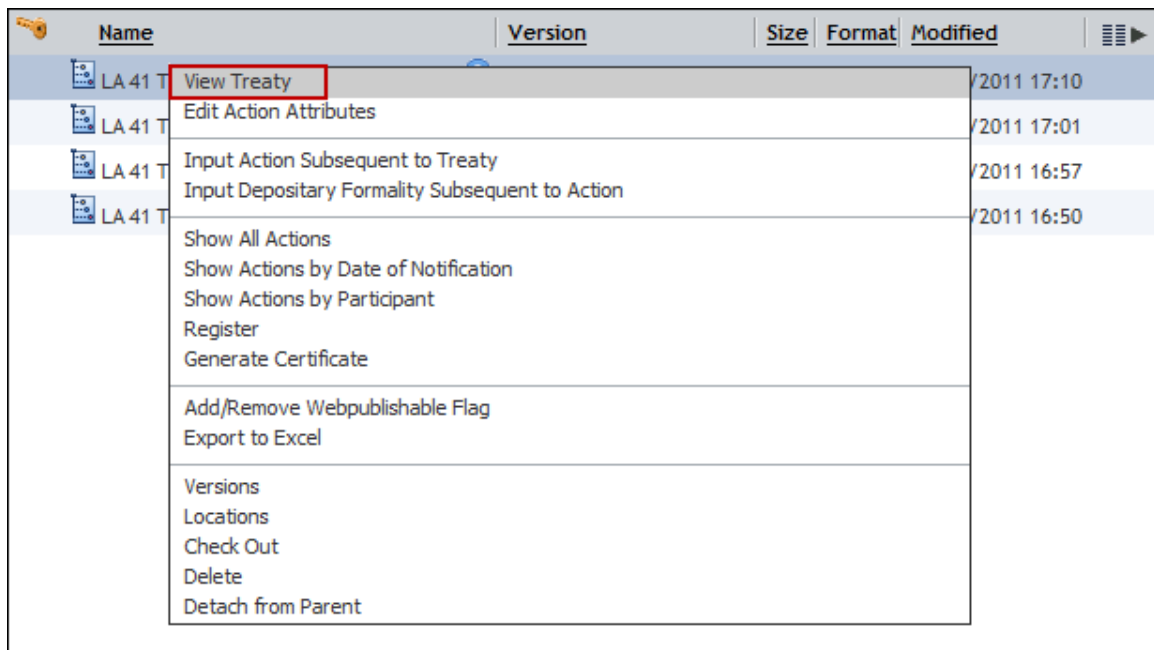 Name Version Size Format Modified
LA 41 T View Treaty /2011 17:10
Edit Action Attributes
LA 41 T /2011 17:01
Input Action Subsequent to Treaty
LA 41 T /2011 16:57
Input Depositary Formality Subsequent to Action
LA 41 T /2011 16:50
Show All Actions
Show Actions by Date of Notification
Show Actions by Participant
Register
Generate Certificate
Add/Remove Webpublishable Flag
Export to Excel
Versions
Locations
Check Out
Delete
Detach from Parent